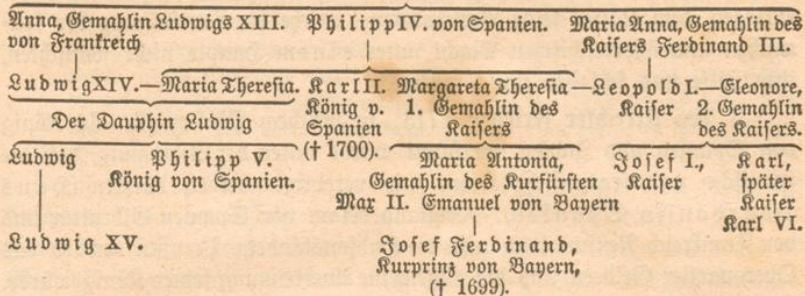 Anna, Gemahlin Ludwigs XIII. Philipp IV. von Spanien. Maria Anna, Gemahlin des
von Frankreich Kaisers Ferdinand III.
Ludwig XIV.—Maria Theresia. Karl II. Margareta Theresia—Leopold I.—Eleonore,
König v. 1. Gemahlin des Kaiser 2. Gemahlin
Der Dauphin Ludwig Spanien Kaisers des Kaisers.
(† 1700).
Ludwig Philipp V. Maria Antonia, Josef I., Karl,
König von Spanien. Gemahlin des Kurfürsten Kaiser später
Max II. Emanuel von Bayern Kaiser
Karl VI.
Ludwig XV. Josef Ferdinand,
Kurprinz von Bayern,
(† 1699).